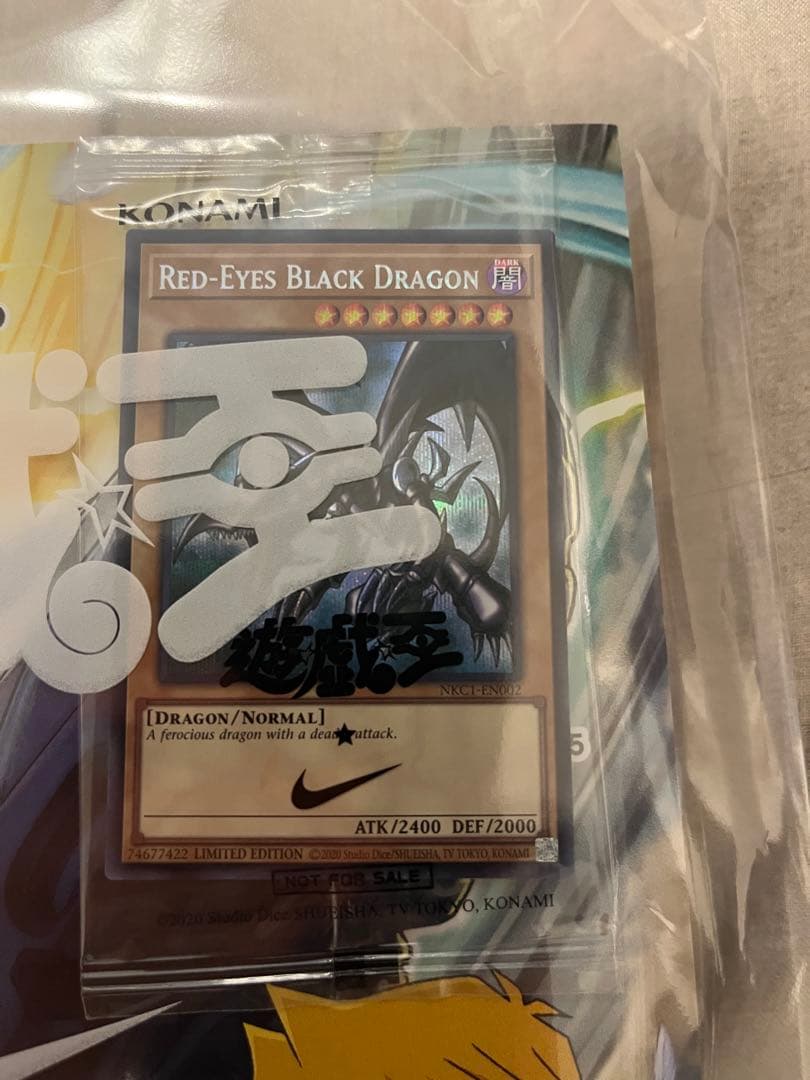 KONAMI
RED-EYES BLACK DRAGON
DARK
闇
王
遊戯王
NKC1-EN002
[DRAGON/NORMAL]
A ferocious dragon with a attack.
5
ATK/2400 DEF/2000
74677422 LIMITED EDITION ©2020 Studio Dice/SHUEISHA, TV TOKYO, KONAMI
NOT FOR SALE
©2020 Studio Dice/SHUEISHA, TV TOKYO, KONAMI